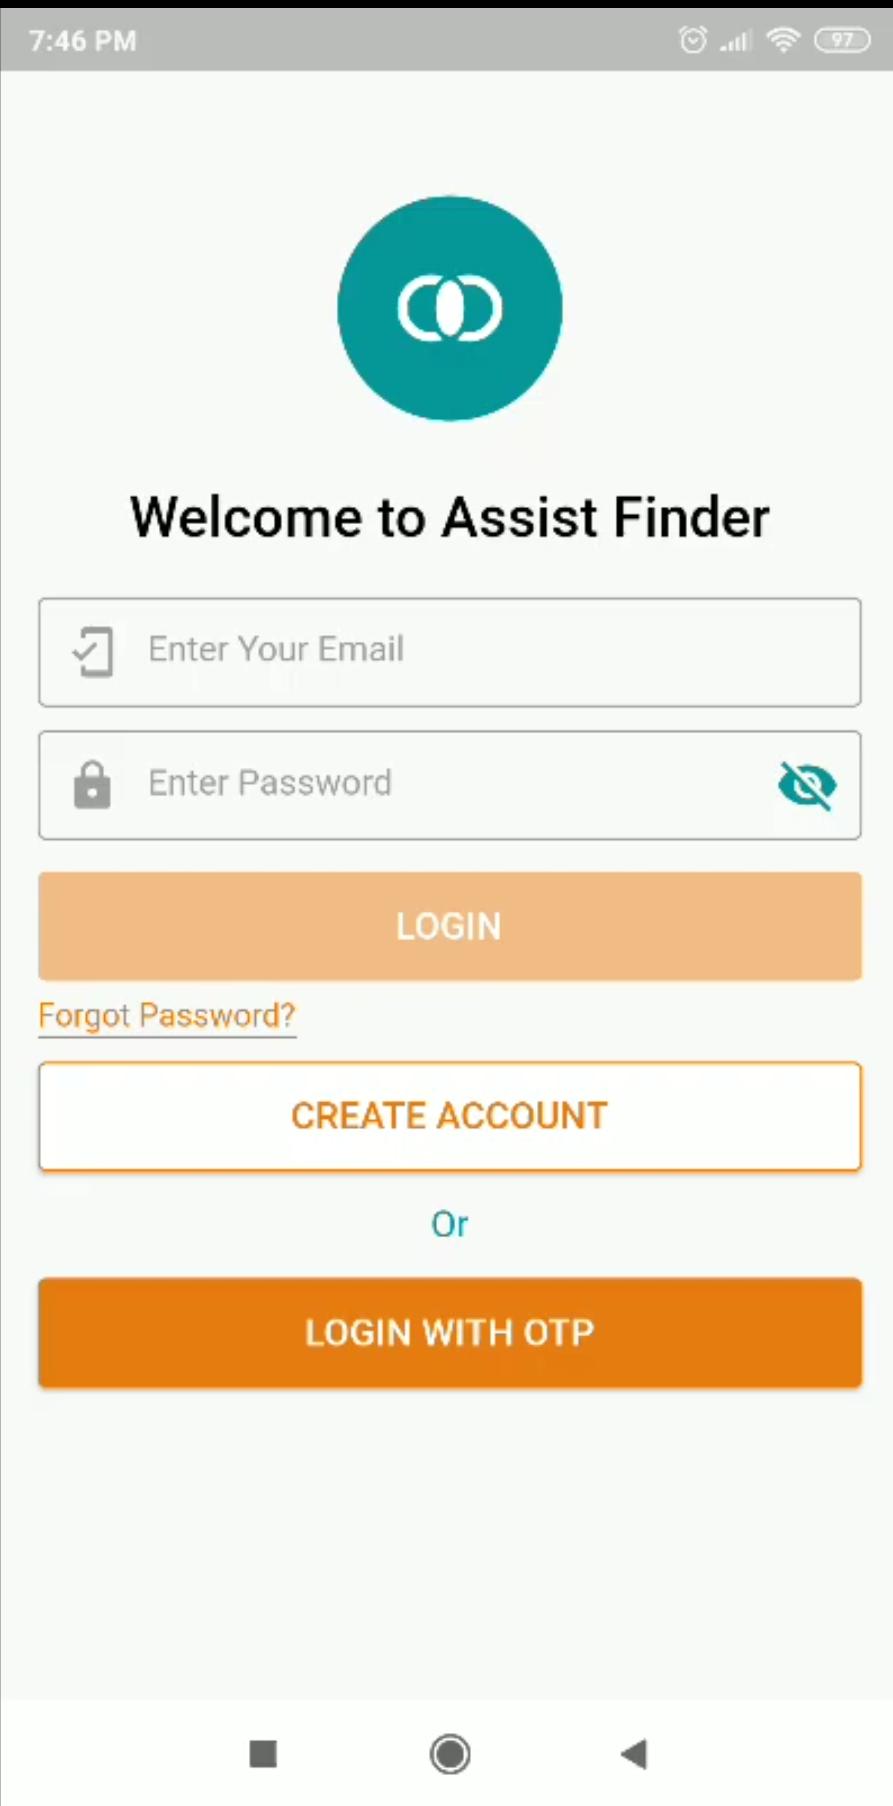 7:46 PM
97
Welcome to Assist Finder
Enter Your Email
Enter Password
LOGIN
Forgot Password?
CREATE ACCOUNT
Or
LOGIN WITH OTP